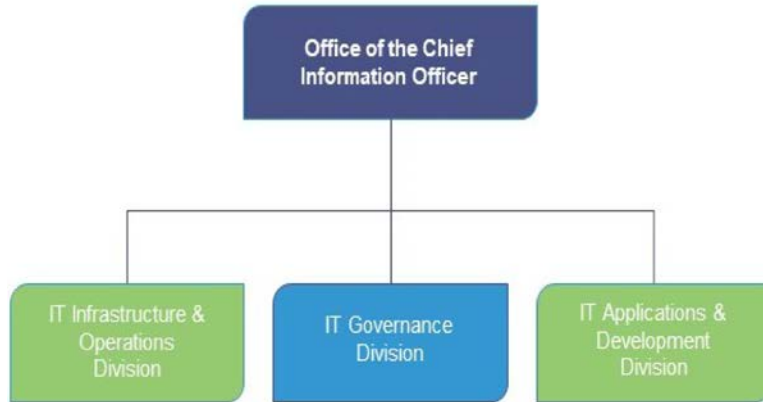 Office of the Chief
Information Officer
IT Infrastructure &
Operations
Division
IT Governance
Division
IT Applications &
Development
Division